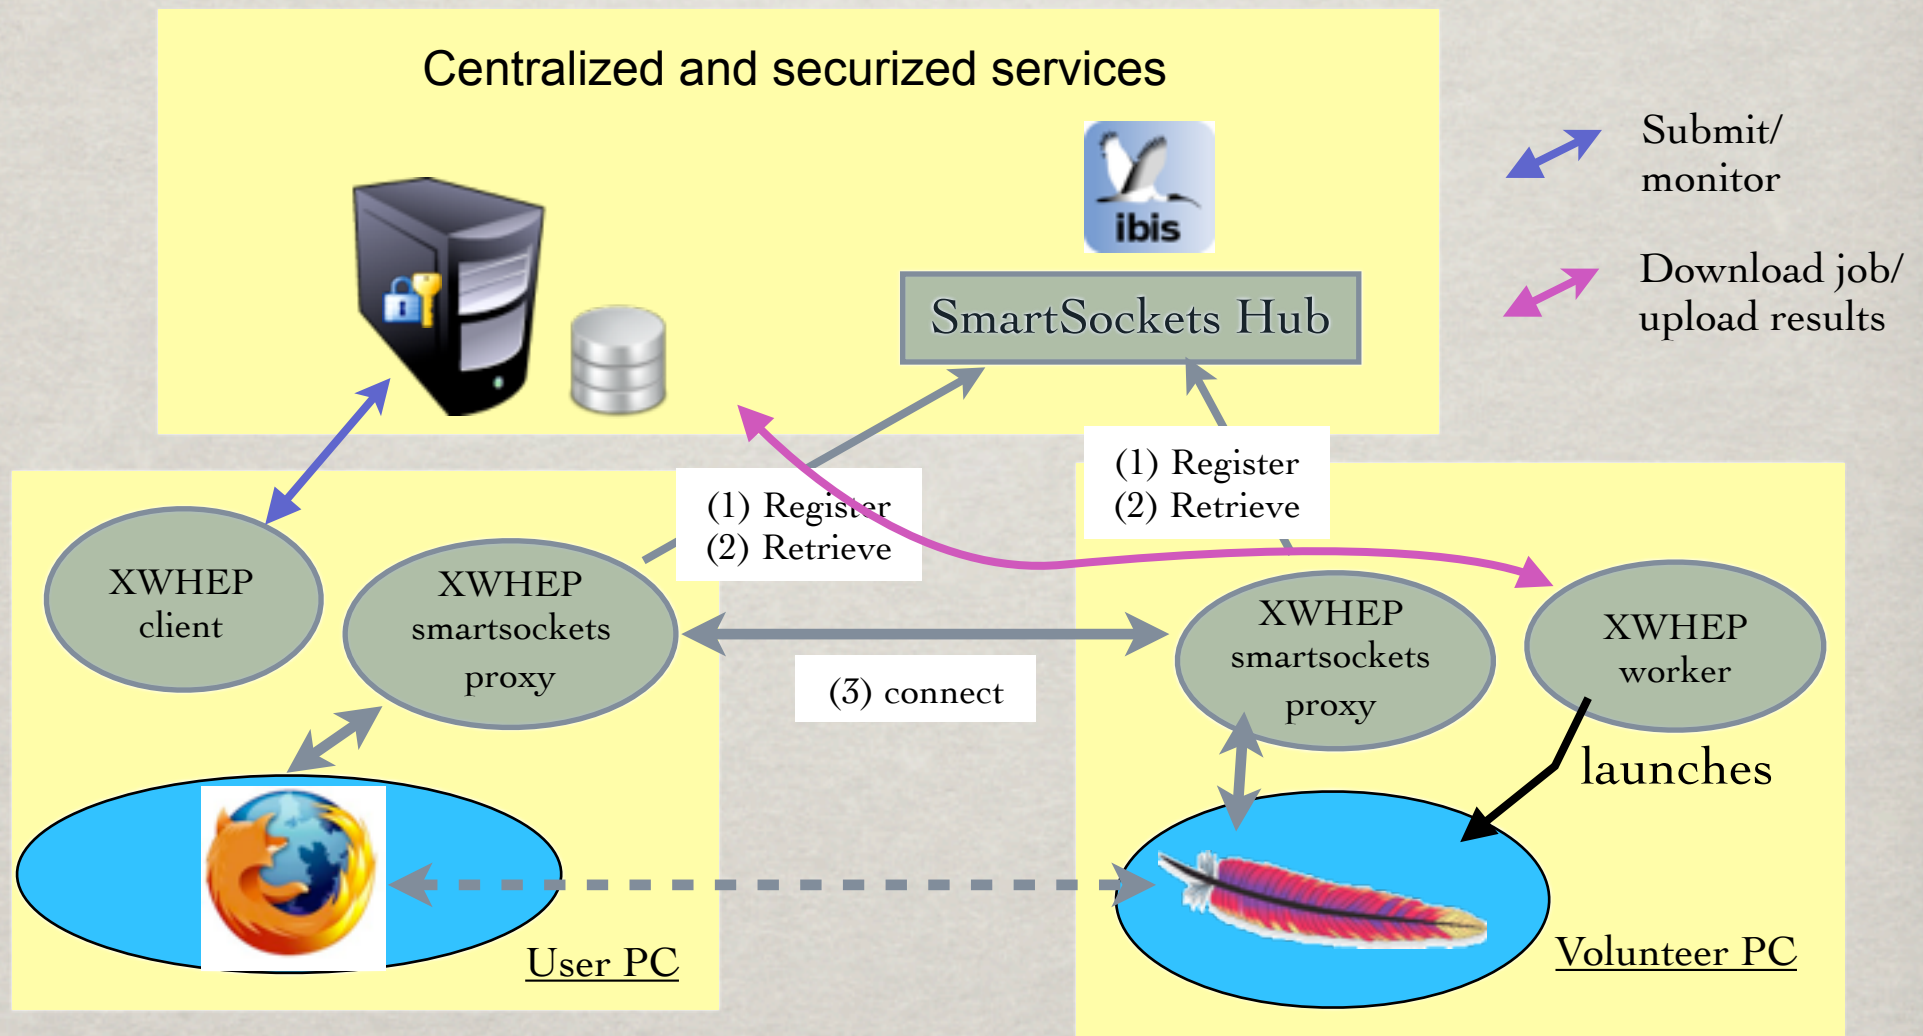 Centralized and securized services
ibis
SmartSockets Hub
Submit/
monitor
Download job/
upload results
(1) Register
(2) Retrieve
(1) Register
(2) Retrieve
XWHEP
client
XWHEP
smartsockets
proxy
(3) connect
XWHEP
smartsockets
proxy
XWHEP
worker
launches
User PC
Volunteer PC